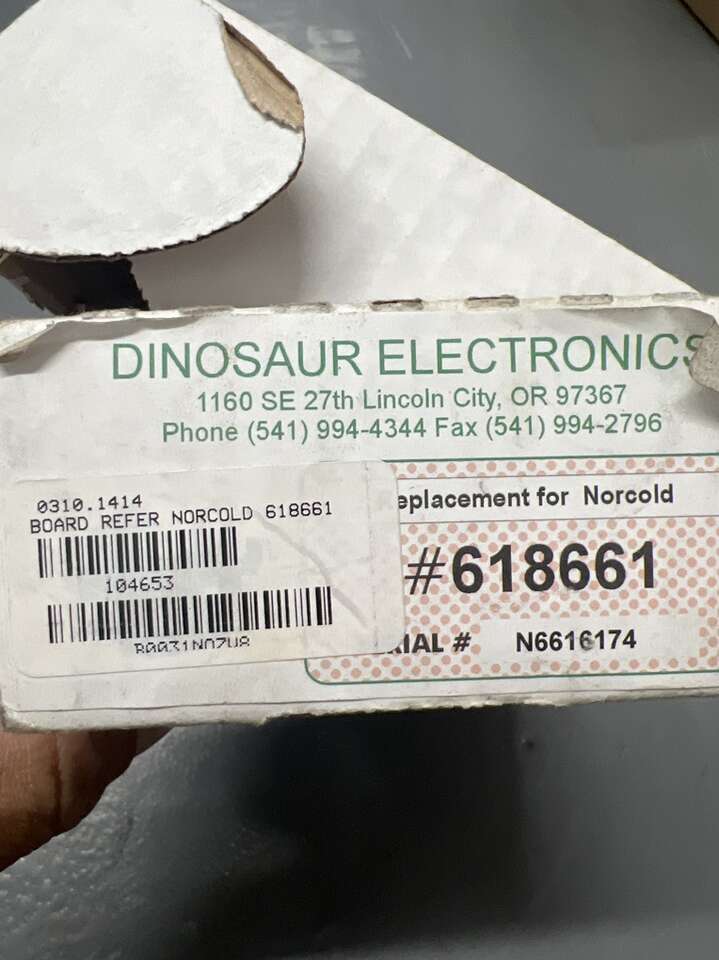 DINOSAUR ELECTRONICS
1160 SE 27th Lincoln City, OR 97367
Phone (541) 994-4344 Fax (541) 994-2796
0310.1414
BOARD REFER NORCOLD 618661
104653
eplacement for Norcold
#618661
IAL # N6616174